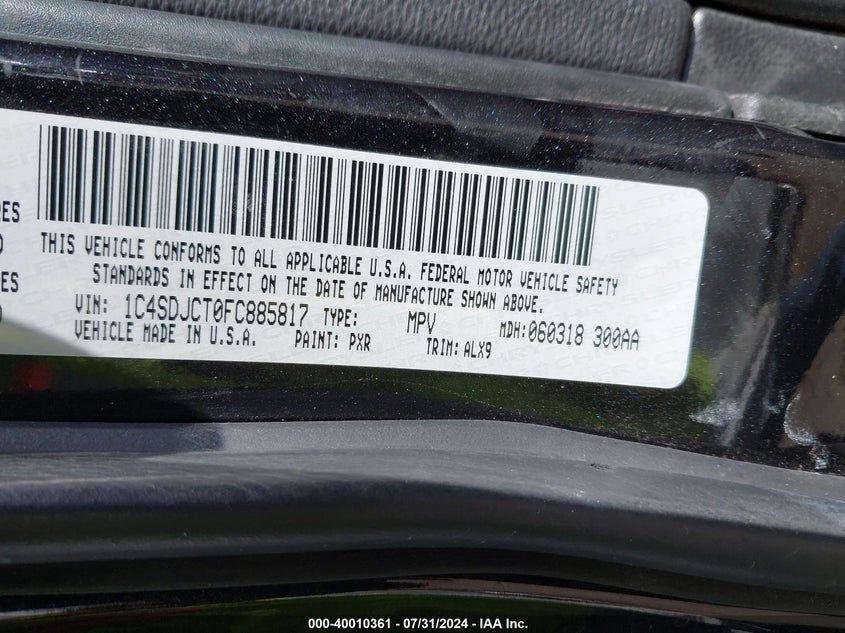 RES
THIS VEHICLE CONFORMS TO ALL APPLICABLE U.S.A. FEDERAL MOTOR VEHICLE SAFETY
STANDARDS IN EFFECT ON THE DATE OF MANUFACTURE SHOWN ABOVE.
VIN: 1C4SDJCT0FC885817 TYPE: MPV MDH:060318 300AA
VEHICLE MADE IN U.S.A. PAINT: PXR TRIM: ALX9
000-40010361 - 07/31/2024 - IAA Inc.